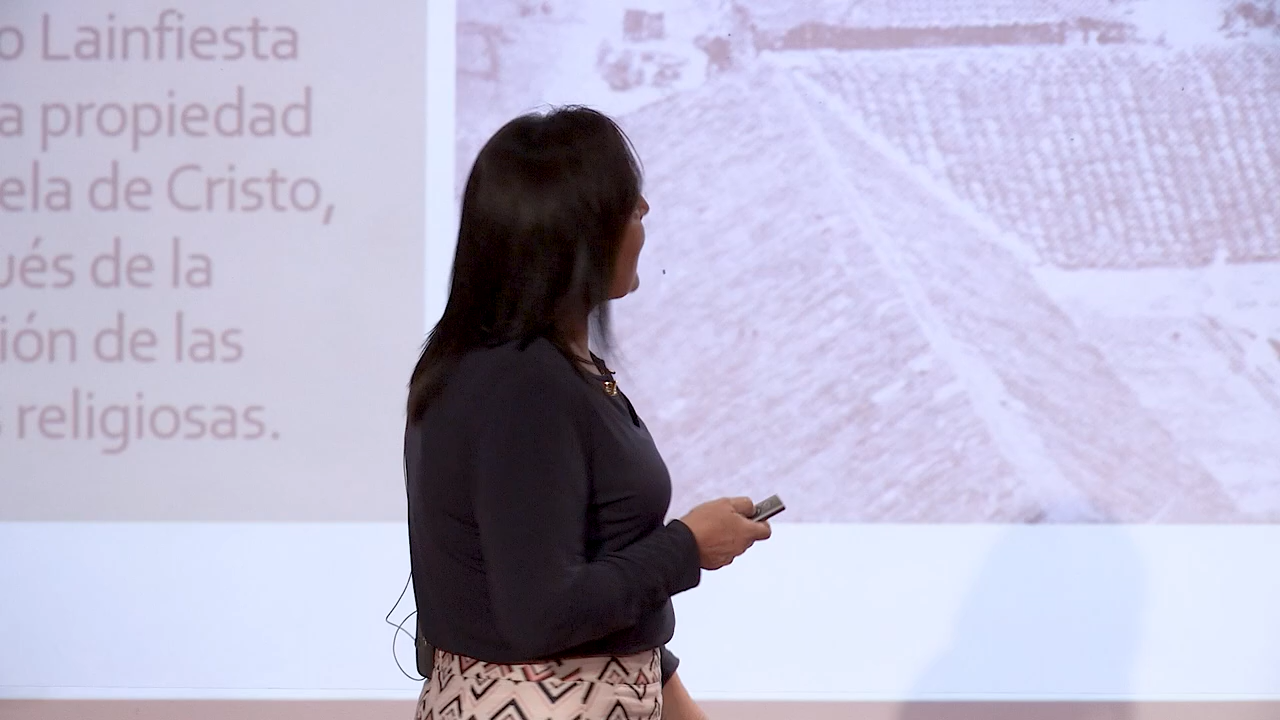 o Lainfiesta
a propiedad
ela de Cristo,
ués de la
ión de las
religiosas.